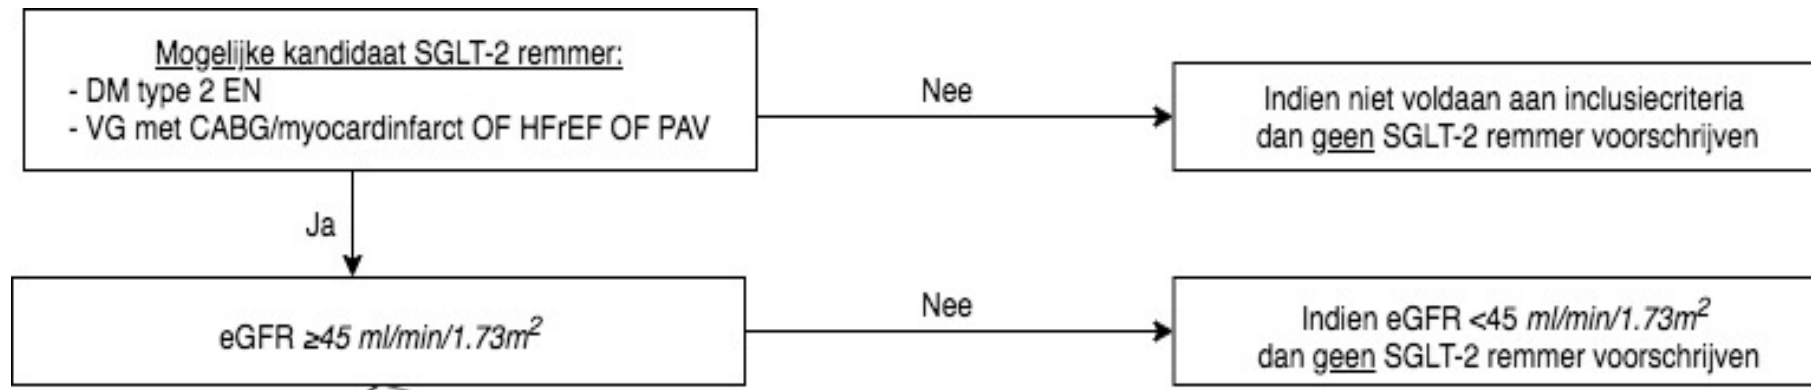 Mogelijke kandidaat SGLT-2 remmer:
- DM type 2 EN
- VG met CABG/myocardinfarct OF HFrEF OF PAV
Nee
Indien niet voldaan aan inclusiecriteria
dan geen SGLT-2 remmer voorschrijven
Ja
eGFR ≥45 ml/min/1.73m²
Nee
Indien eGFR <45 ml/min/1.73m²
dan geen SGLT-2 remmer voorschrijven